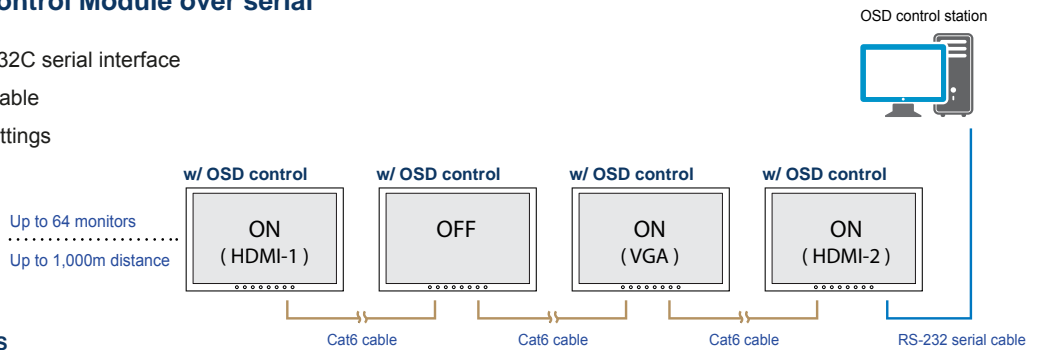 ontrol Module over serial
OSD control station
32C serial interface
able
ttings
w/ OSD control
w/ OSD control
w/ OSD control
w/ OSD control
Up to 64 monitors
Up to 1,000m distance
ON
( HDMI-1 )
OFF
ON
( VGA )
ON
( HDMI-2 )
Cat6 cable
Cat6 cable
Cat6 cable
RS-232 serial cable
s